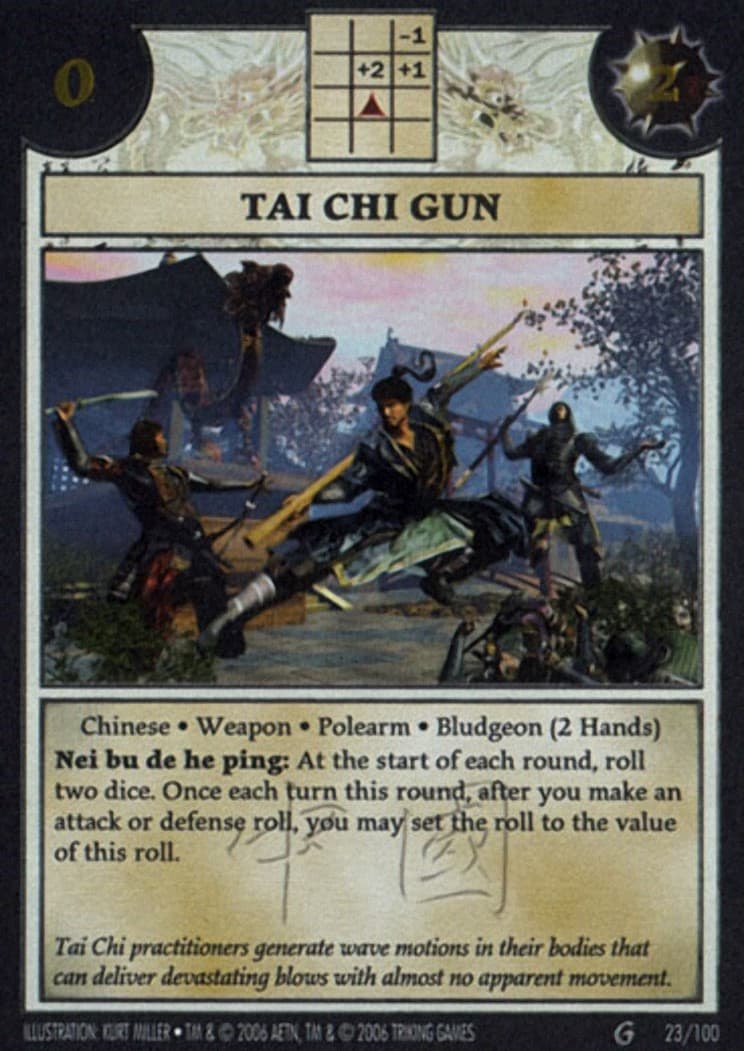 0
-1
+2 +1
2
TAI CHI GUN
Chinese • Weapon • Polearm • Bludgeon (2 Hands)
Nei bu de he ping: At the start of each round, roll
two dice. Once each turn this round, after you make an
attack or defense roll, you may set the roll to the value
of this roll.
中國
Tai Chi practitioners generate wave motions in their bodies that
can deliver devastating blows with almost no apparent movement.
ILLUSTRATION: KURT MILLER • TM & © 2006 AETN, TM & © 2006 TRIKING GAMES
G 23/100